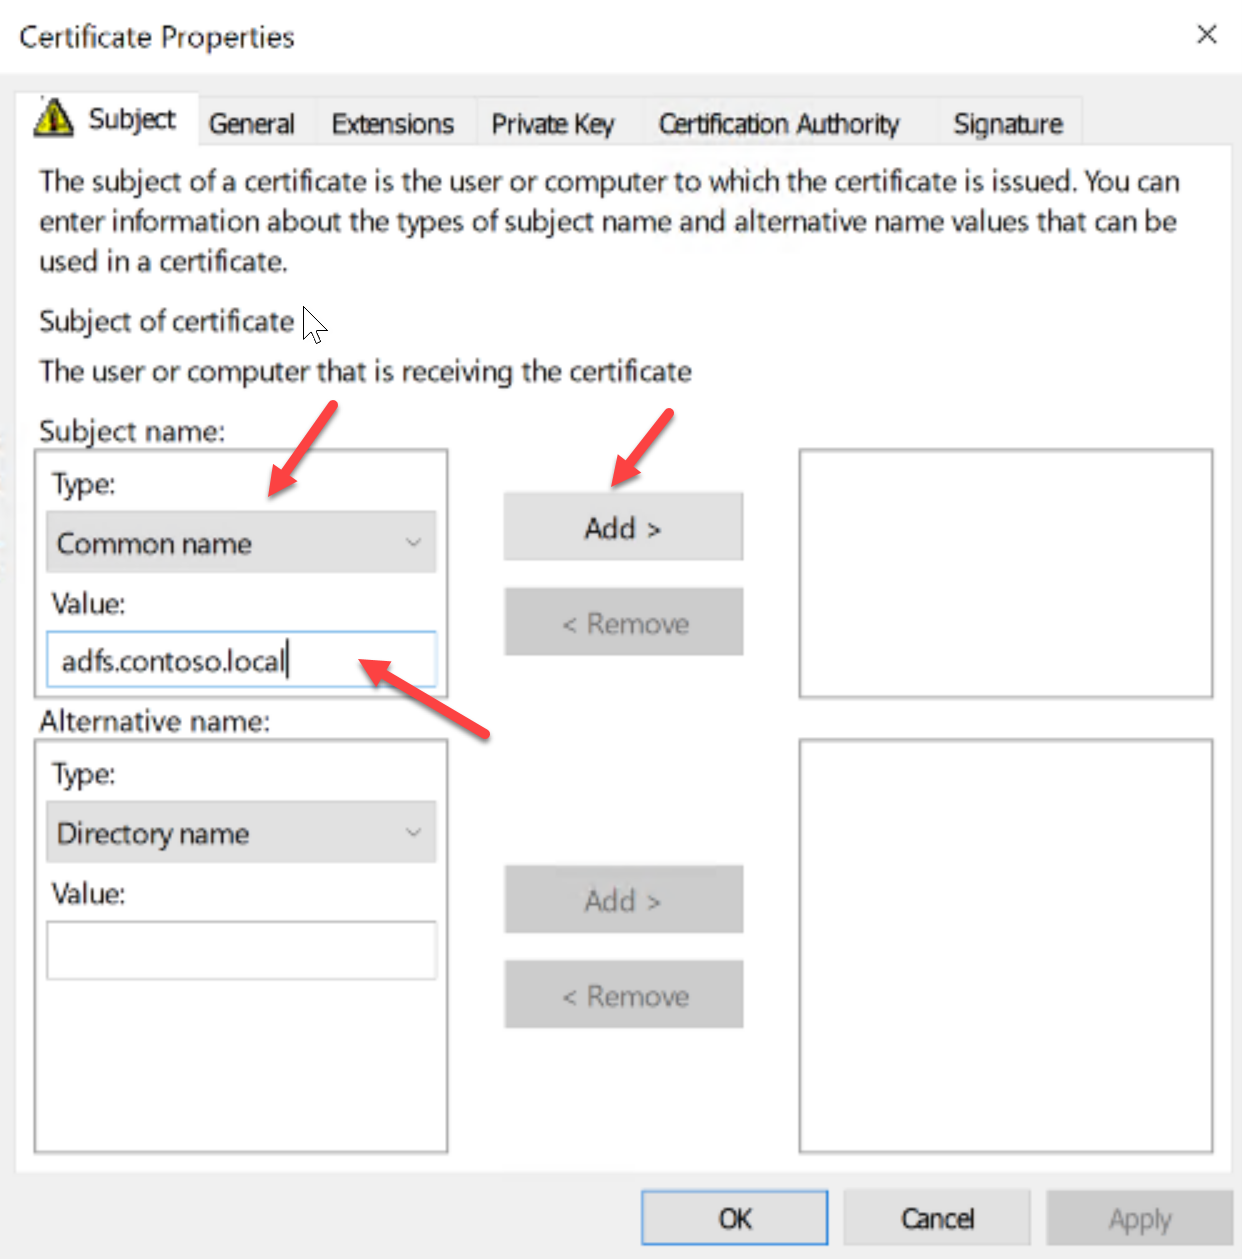 Certificate Properties
Subject General Extensions Private Key Certification Authority Signature
The subject of a certificate is the user or computer to which the certificate is issued. You can
enter information about the types of subject name and alternative name values that can be
used in a certificate.
Subject of certificate
The user or computer that is receiving the certificate
Subject name:
Type:
Common name
Value:
adfs.contoso.local
Add >
< Remove
Alternative name:
Type:
Directory name
Value:
Add >
< Remove
OK Cancel Apply